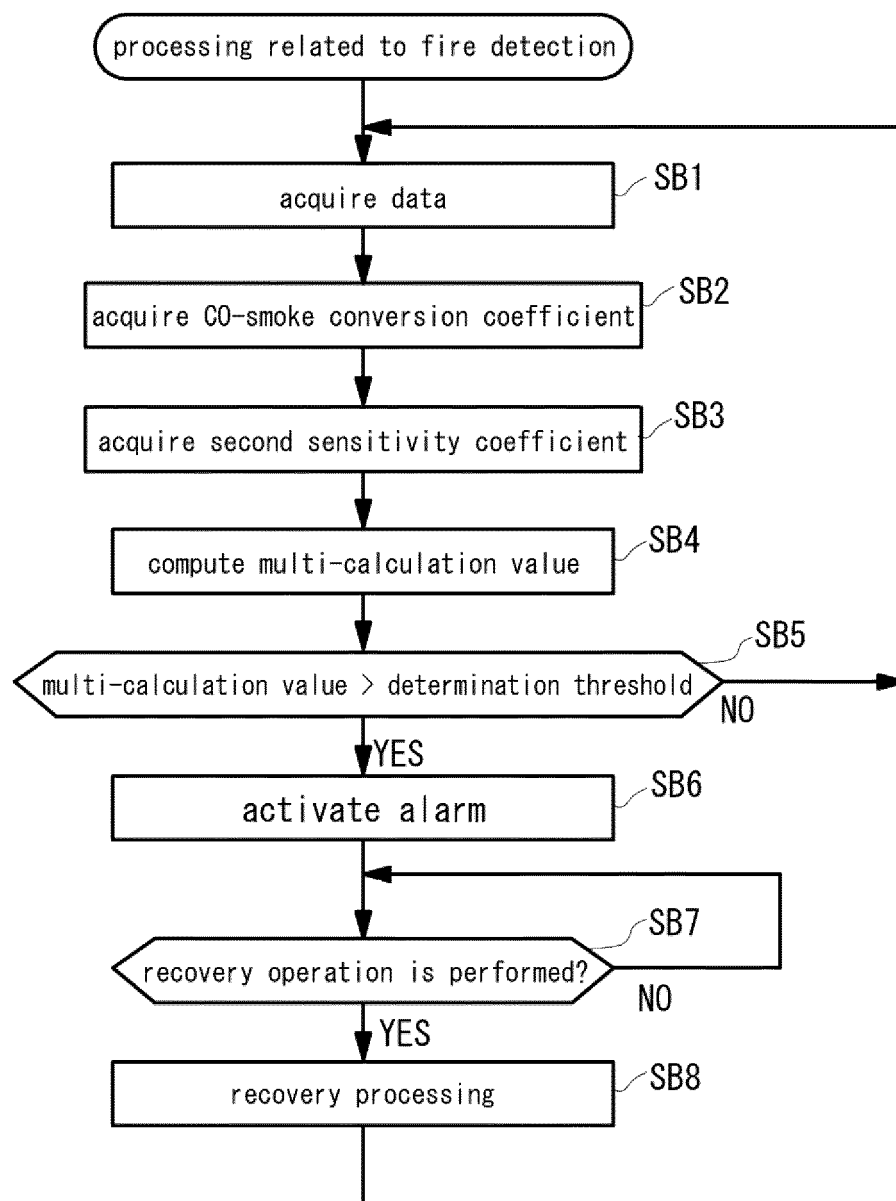 processing related to fire detection
SB1
acquire data
SB2
acquire CO-smoke conversion coefficient
SB3
acquire second sensitivity coefficient
SB4
compute multi-calculation value
SB5
multi-calculation value > determination threshold
NO
YES
SB6
activate alarm
SB7
recovery operation is performed?
NO
YES
SB8
recovery processing